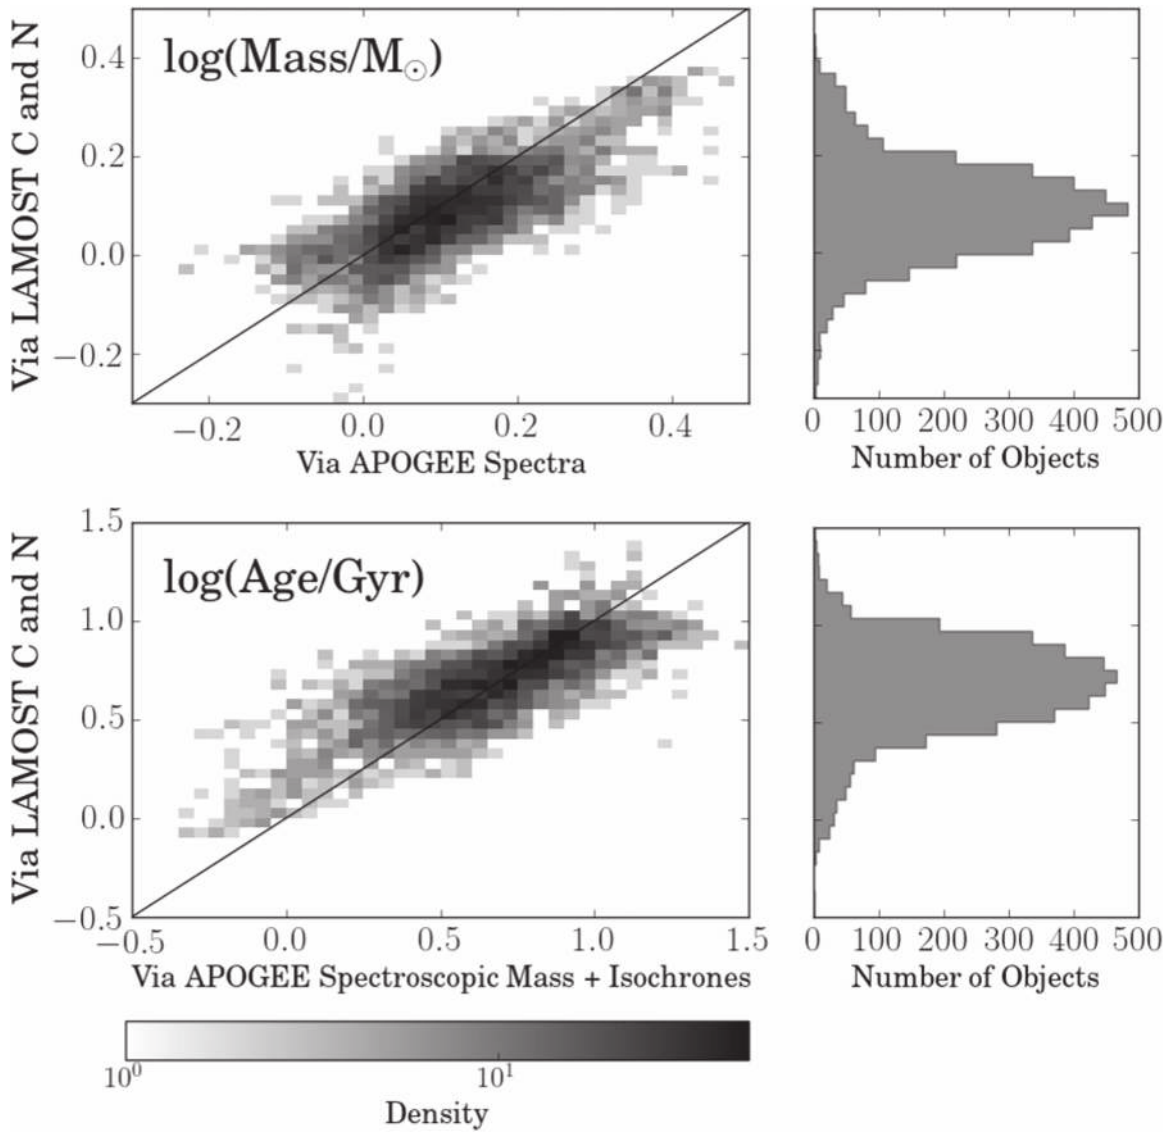 Via LAMOST C and N
log(Mass/M☉)
0.4
0.2
0.0
−0.2
−0.2 0.0 0.2 0.4
Via APOGEE Spectra
0 100 200 300 400 500
Number of Objects
Via LAMOST C and N
log(Age/Gyr)
1.5
1.0
0.5
0.0
−0.5
−0.5 0.0 0.5 1.0 1.5
Via APOGEE Spectroscopic Mass + Isochrones
0 100 200 300 400 500
Number of Objects
10⁰ 10¹
Density